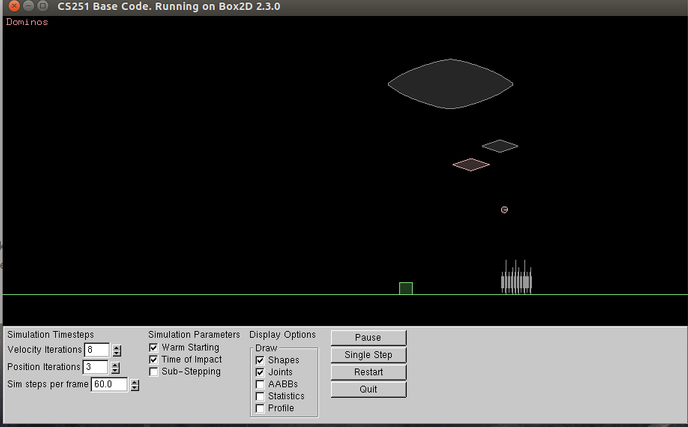 CS251 Base Code. Running on Box2D 2.3.0
Dominos
Simulation Timesteps
Velocity Iterations 8
Position Iterations 3
Sim steps per frame 60.0
Simulation Parameters
Warm Starting
Time of Impact
Sub-Stepping
Display Options
Draw
Shapes
Joints
AABBs
Statistics
Profile
Pause
Single Step
Restart
Quit